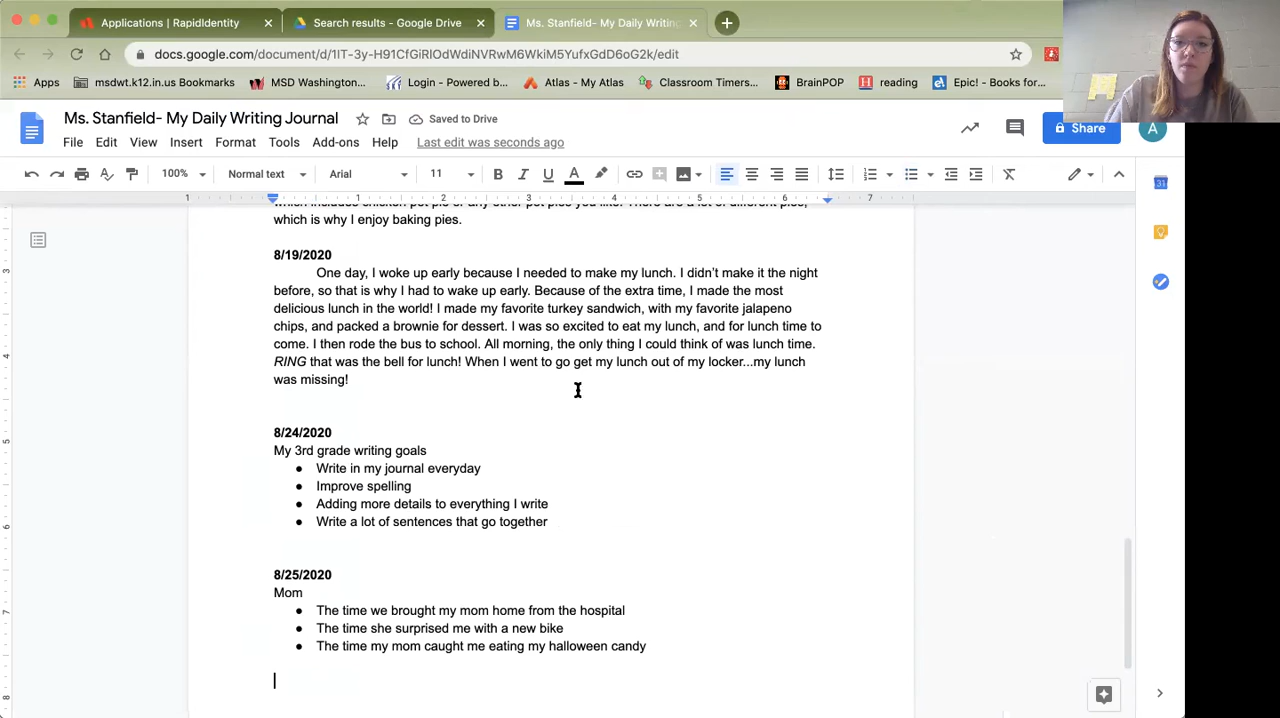 Applications | RapidIdentity
Search results - Google Drive
Ms. Stanfield- My Daily Writing
docs.google.com/document/d/1IT-3y-H91CfGiRlOdWdiNVRwM6WkiM5YufxGdD6oG2k/edit
Apps
msdwt.k12.in.us Bookmarks
MSD Washington...
Login - Powered b...
Atlas - My Atlas
Classroom Timers...
BrainPOP
reading
Epic! - Books for...
Ms. Stanfield- My Daily Writing Journal
Saved to Drive
File Edit View Insert Format Tools Add-ons Help Last edit was seconds ago
Share
A
100% Normal text Arial 11
1 1 2 3 4 5 6 7
which is why I enjoy baking pies.
8/19/2020
One day, I woke up early because I needed to make my lunch. I didn't make it the night
before, so that is why I had to wake up early. Because of the extra time, I made the most
delicious lunch in the world! I made my favorite turkey sandwich, with my favorite jalapeno
chips, and packed a brownie for dessert. I was so excited to eat my lunch, and for lunch time to
come. I then rode the bus to school. All morning, the only thing I could think of was lunch time.
RING that was the bell for lunch! When I went to go get my lunch out of my locker...my lunch
was missing!
8/24/2020
My 3rd grade writing goals
● Write in my journal everyday
● Improve spelling
● Adding more details to everything I write
● Write a lot of sentences that go together
8/25/2020
Mom
● The time we brought my mom home from the hospital
● The time she surprised me with a new bike
● The time my mom caught me eating my halloween candy